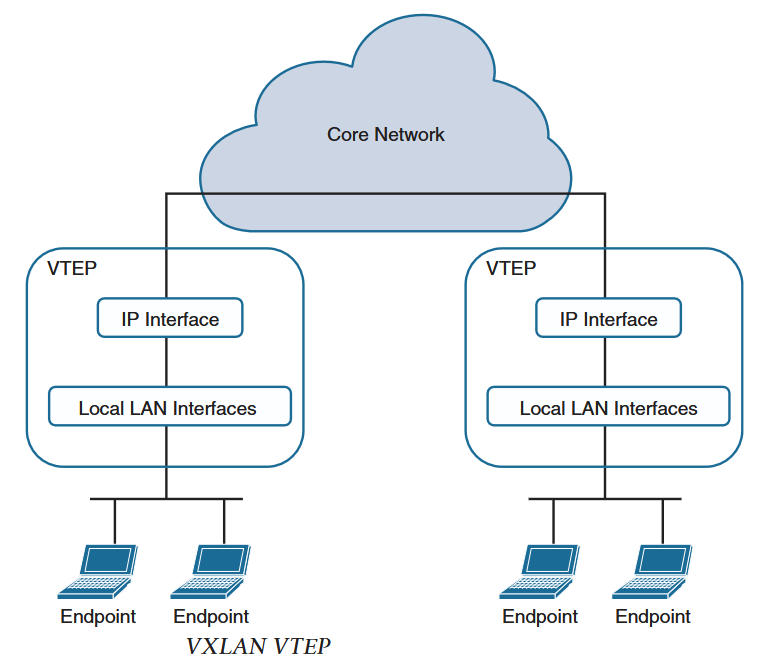 Core Network
VTEP
VTEP
IP Interface
IP Interface
Local LAN Interfaces
Local LAN Interfaces
Endpoint
Endpoint
Endpoint
Endpoint
VXLAN VTEP